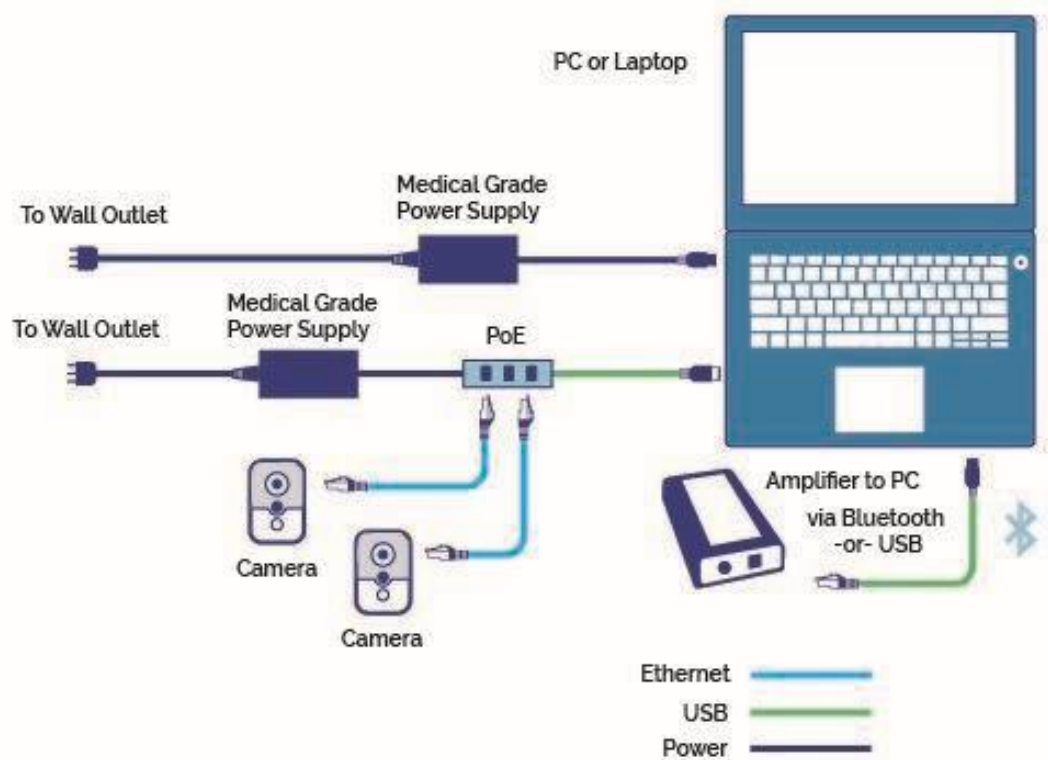 PC or Laptop
Medical Grade
Power Supply
To Wall Outlet
Medical Grade
Power Supply
To Wall Outlet
PoE
Amplifier to PC
via Bluetooth
-or- USB
Camera
Camera
Ethernet
USB
Power